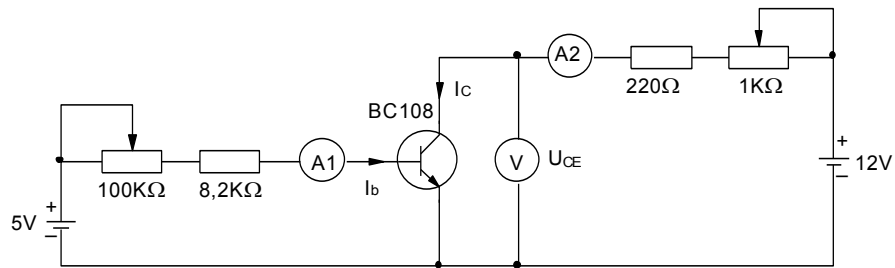 A2
220Ω
1KΩ
IC
BC108
A1
V
UCE
+
12V
−
100KΩ
8,2KΩ
Ib
+
5V
−